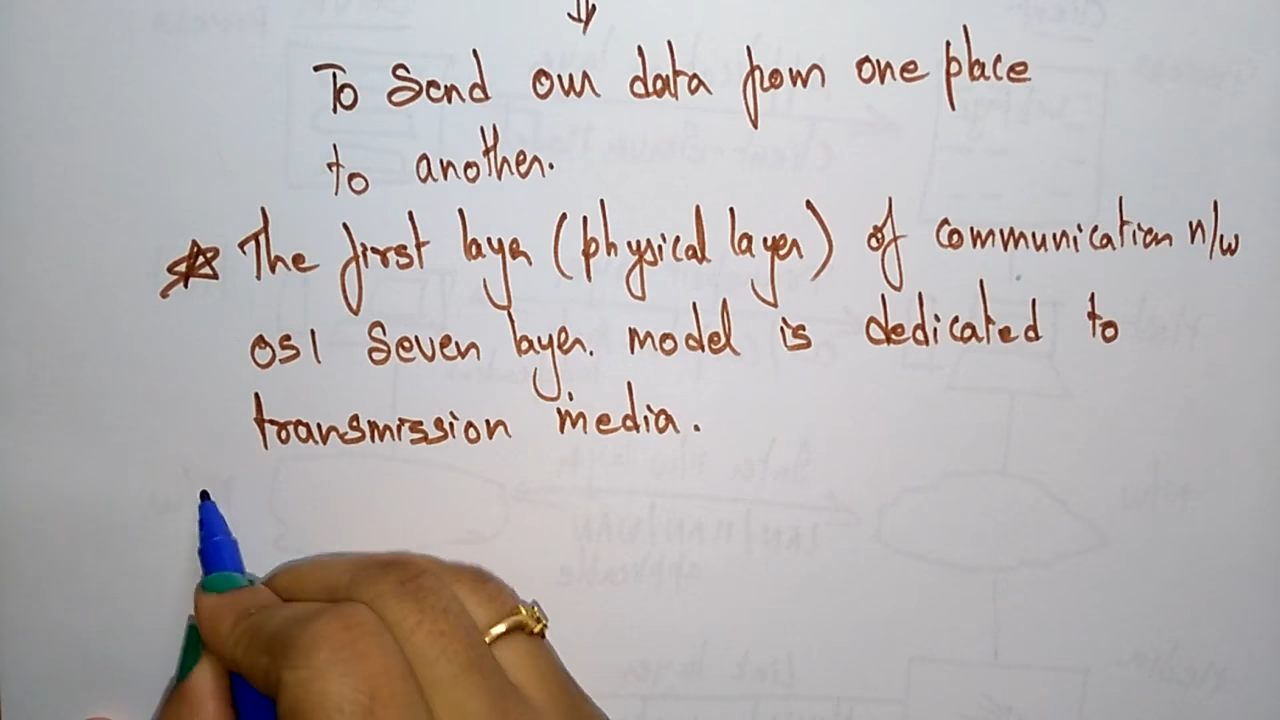 To Send our data from one place
to another.
The first layer (physical layer) of communication n/w
OSI Seven layer. model is dedicated to
transmission media.